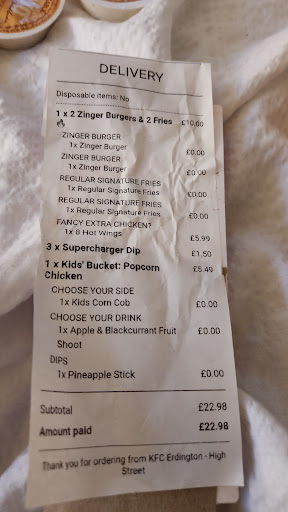 DELIVERY
Disposable items: No
1 x 2 Zinger Burgers & 2 Fries £10.00
ZINGER BURGER
1x Zinger Burger £0.00
ZINGER BURGER
1x Zinger Burger £0.00
REGULAR SIGNATURE FRIES
1x Regular Signature Fries £0.00
REGULAR SIGNATURE FRIES
1x Regular Signature Fries £0.00
FANCY EXTRA CHICKEN?
1x 8 Hot Wings £5.99
3 x Supercharger Dip £1.50
1 x Kids' Bucket: Popcorn £5.49
Chicken
CHOOSE YOUR SIDE
1x Kids Corn Cob £0.00
CHOOSE YOUR DRINK
1x Apple & Blackcurrant Fruit £0.00
Shoot
DIPS
1x Pineapple Stick £0.00
Subtotal £22.98
Amount paid £22.98
Thank you for ordering from KFC Erdington - High
Street